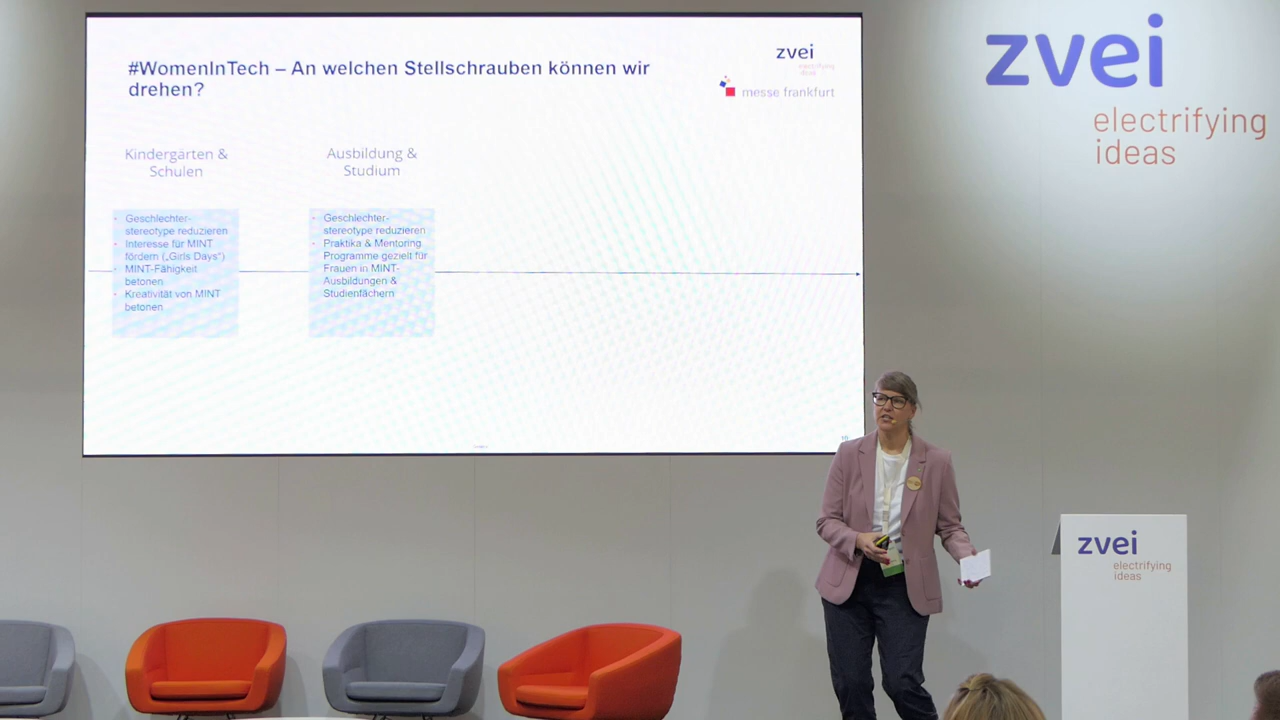 #WomenInTech – An welchen Stellschrauben können wir
drehen?
zvei
electrifying
ideas
messe frankfurt
Kindergärten &
Schulen
Geschlechter-
stereotype reduzieren
Interesse für MINT
fördern („Girls Days“)
MINT-Fähigkeit
betonen
Kreativität von MINT
betonen
Ausbildung &
Studium
Geschlechter-
stereotype reduzieren
Praktika & Mentoring
Programme gezielt für
Frauen in MINT-
Ausbildungen &
Studienfächern
zvei
electrifying
ideas
zvei
electrifying
ideas